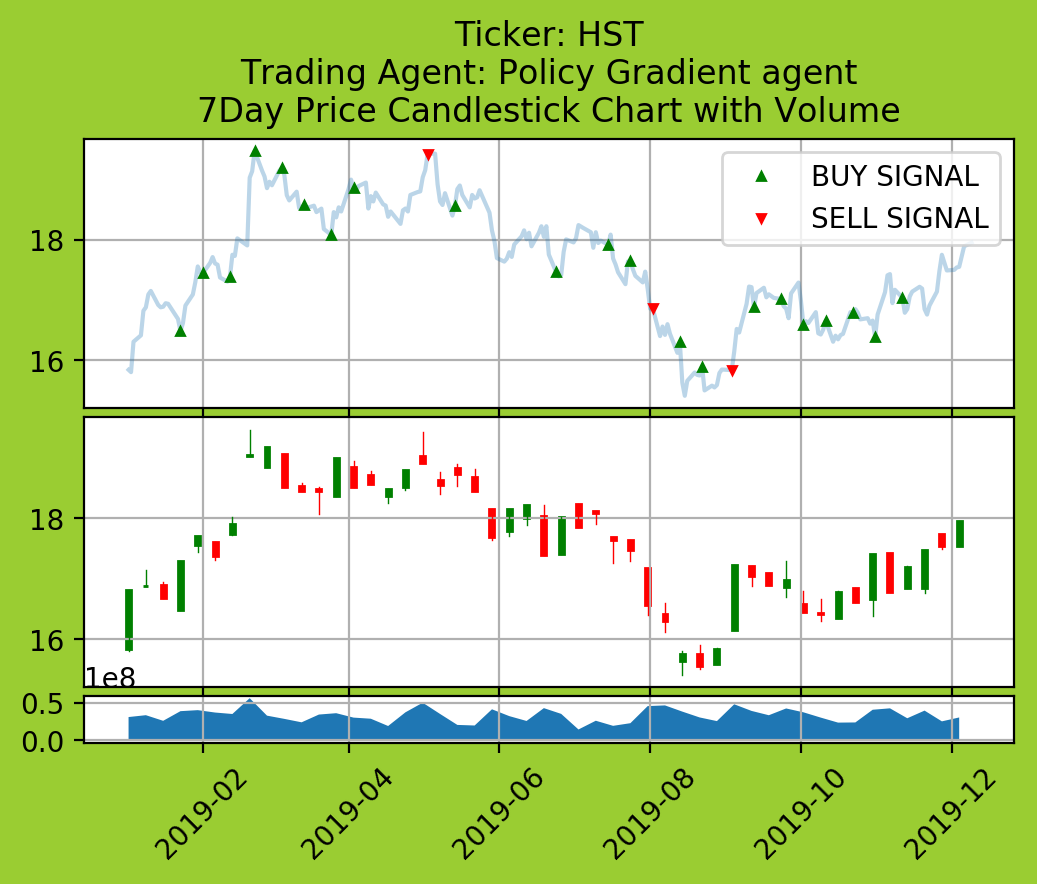 Ticker: HST
Trading Agent: Policy Gradient agent
7Day Price Candlestick Chart with Volume
BUY SIGNAL
SELL SIGNAL
18
16
18
16
1e8
0.5
0.0
2019-02
2019-04
2019-06
2019-08
2019-10
2019-12